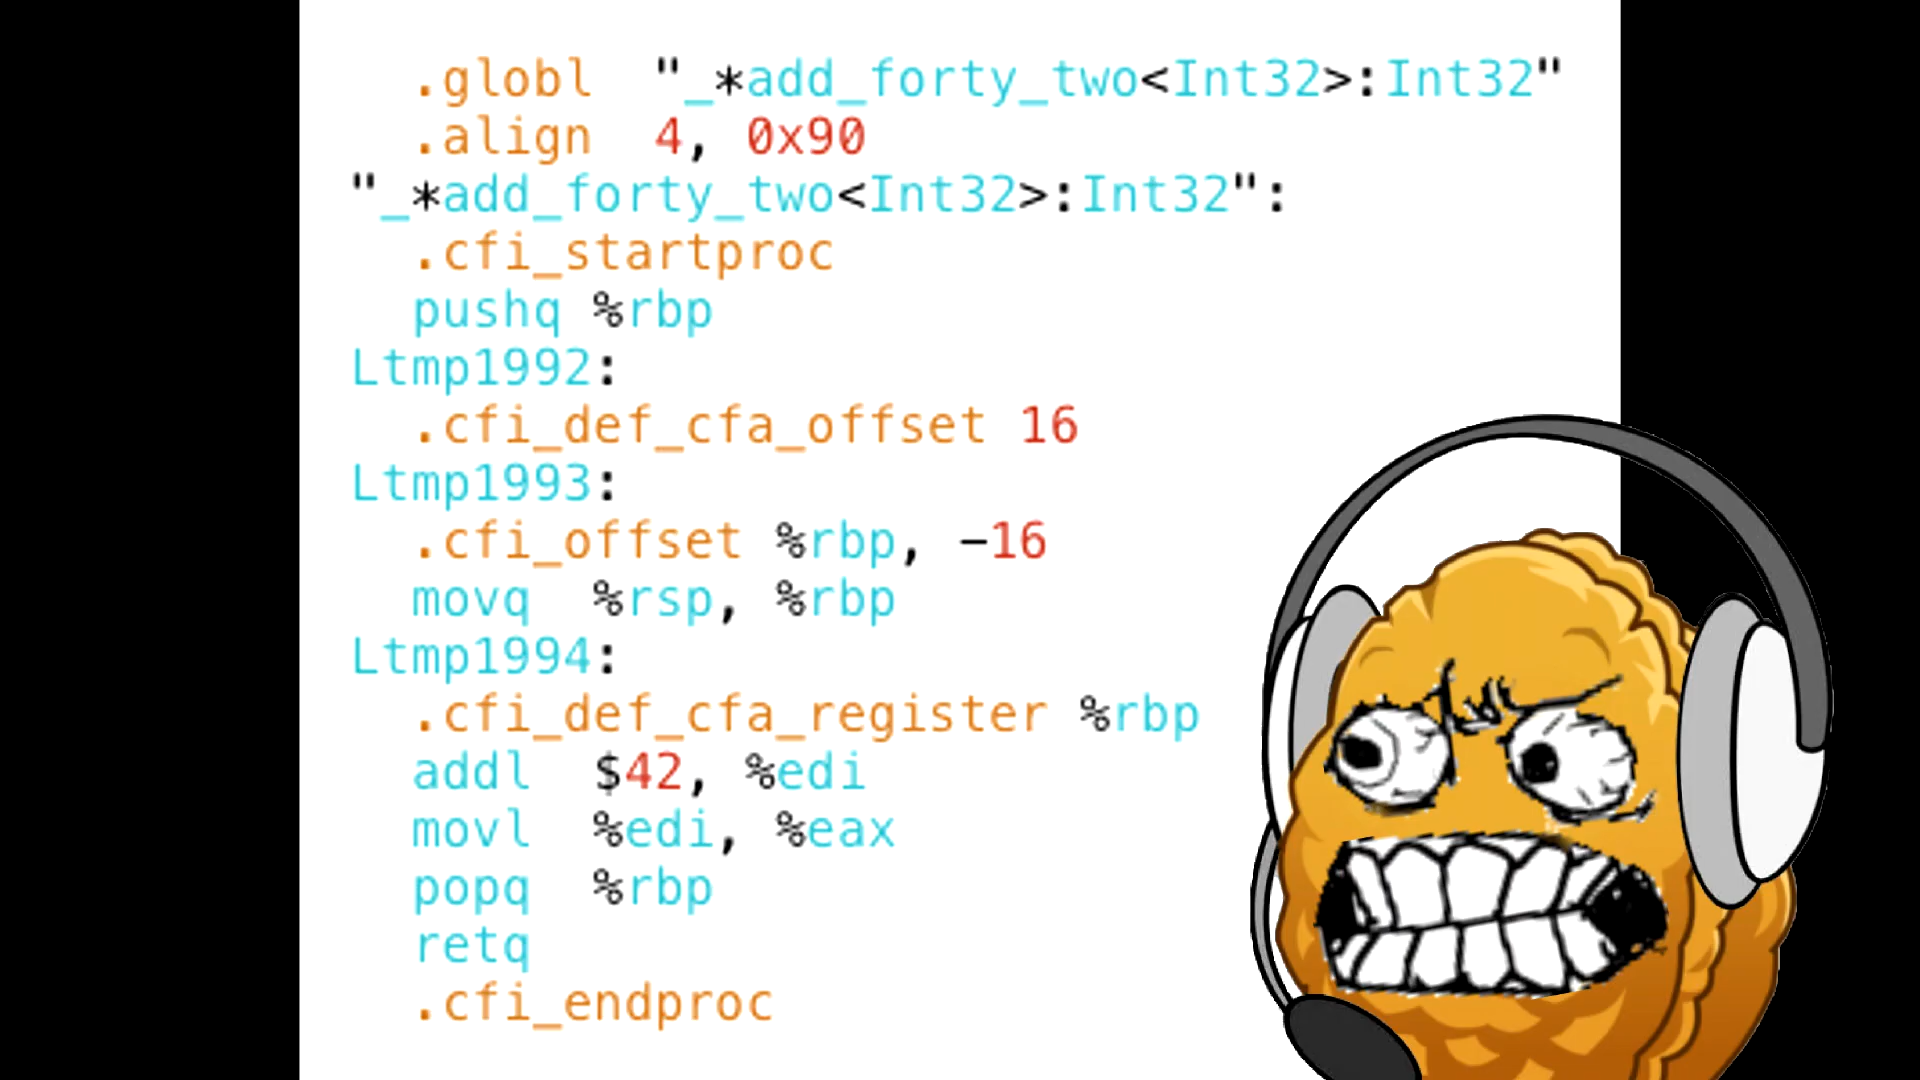 .globl "_*add_forty_two<Int32>:Int32"
.align 4, 0x90
"_*add_forty_two<Int32>:Int32":
.cfi_startproc
pushq %rbp
Ltmp1992:
.cfi_def_cfa_offset 16
Ltmp1993:
.cfi_offset %rbp, −16
movq %rsp, %rbp
Ltmp1994:
.cfi_def_cfa_register %rbp
addl $42, %edi
movl %edi, %eax
popq %rbp
retq
.cfi_endproc